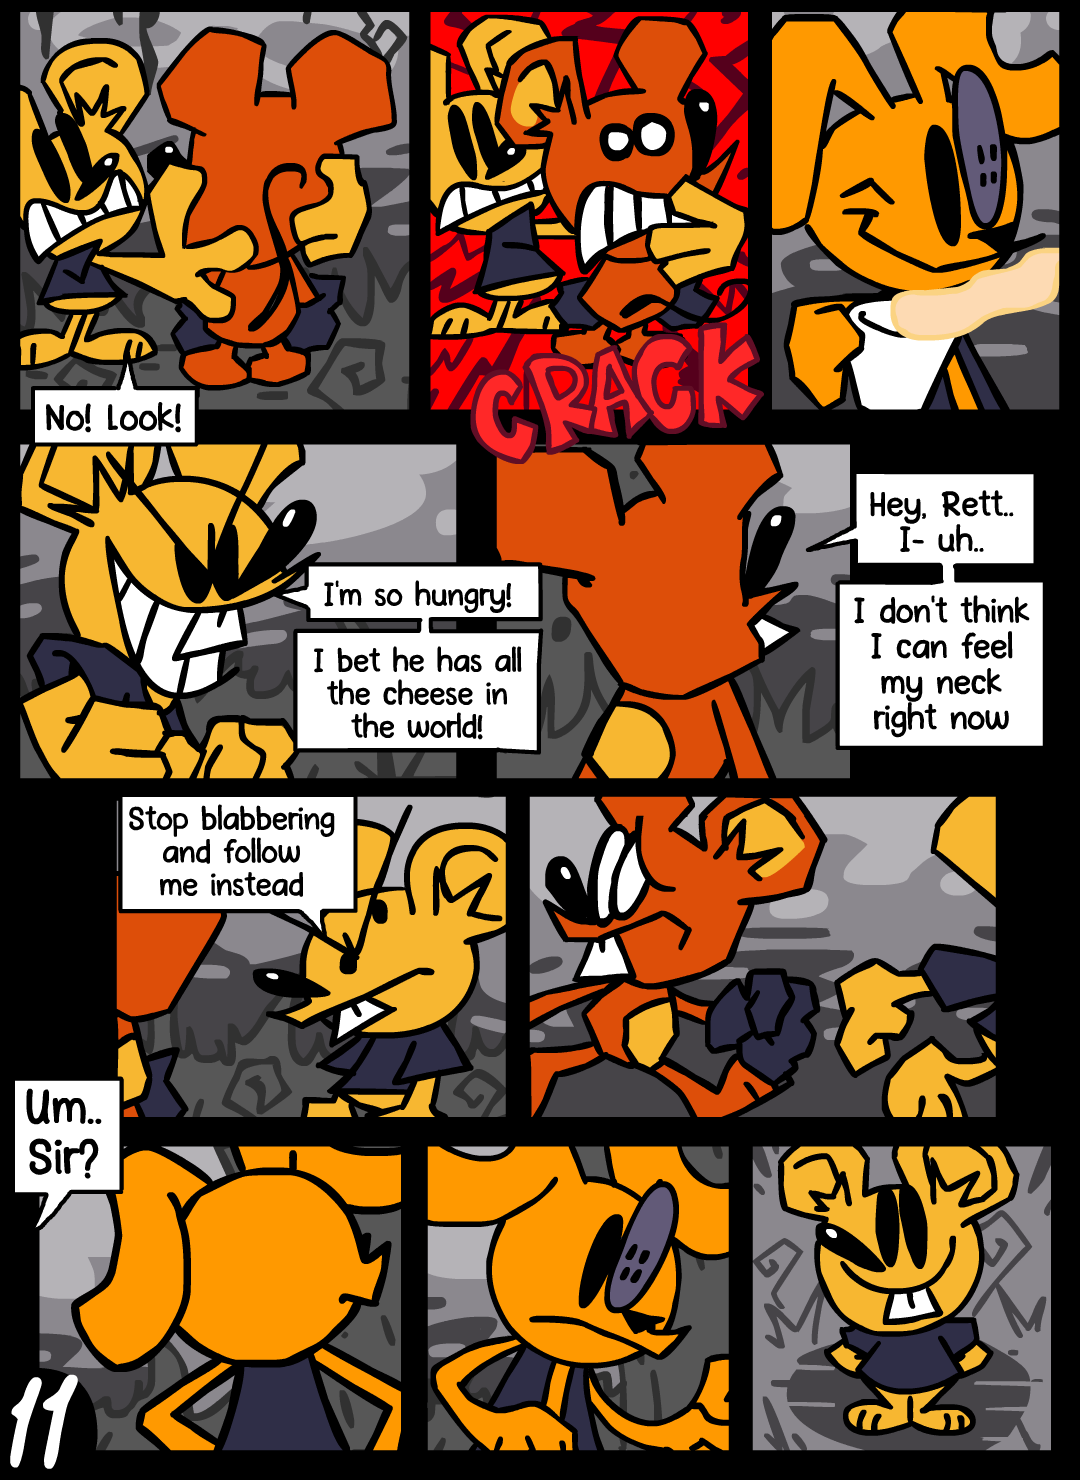 No! Look!
CRACK
I'm so hungry!
I bet he has all
the cheese in
the world!
Hey, Rett..
I- uh..
I don't think
I can feel
my neck
right now
Stop blabbering
and follow
me instead
Um..
Sir?
11